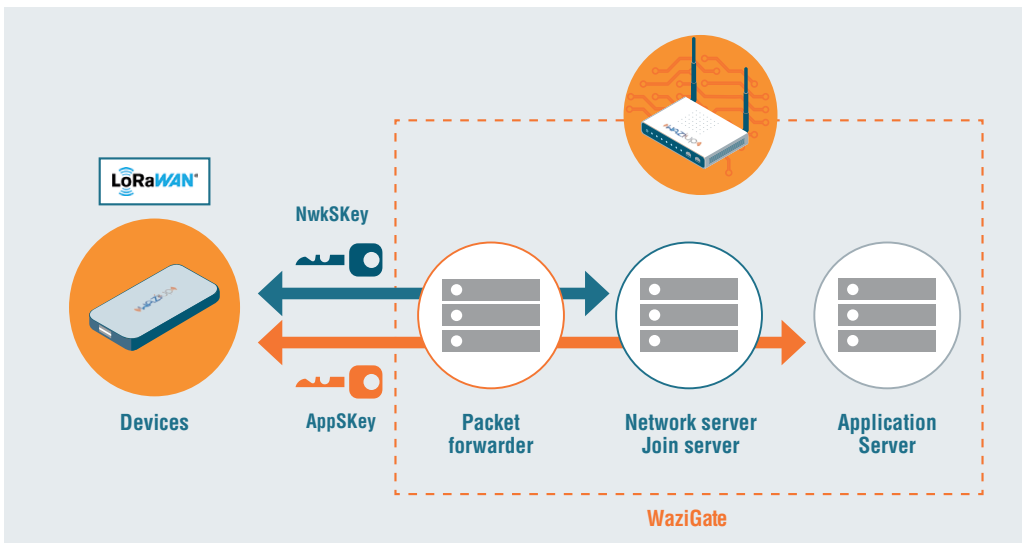 LoRaWAN®
NwkSKey
AppSKey
Devices
Packet
forwarder
Network server
Join server
Application
Server
WaziGate